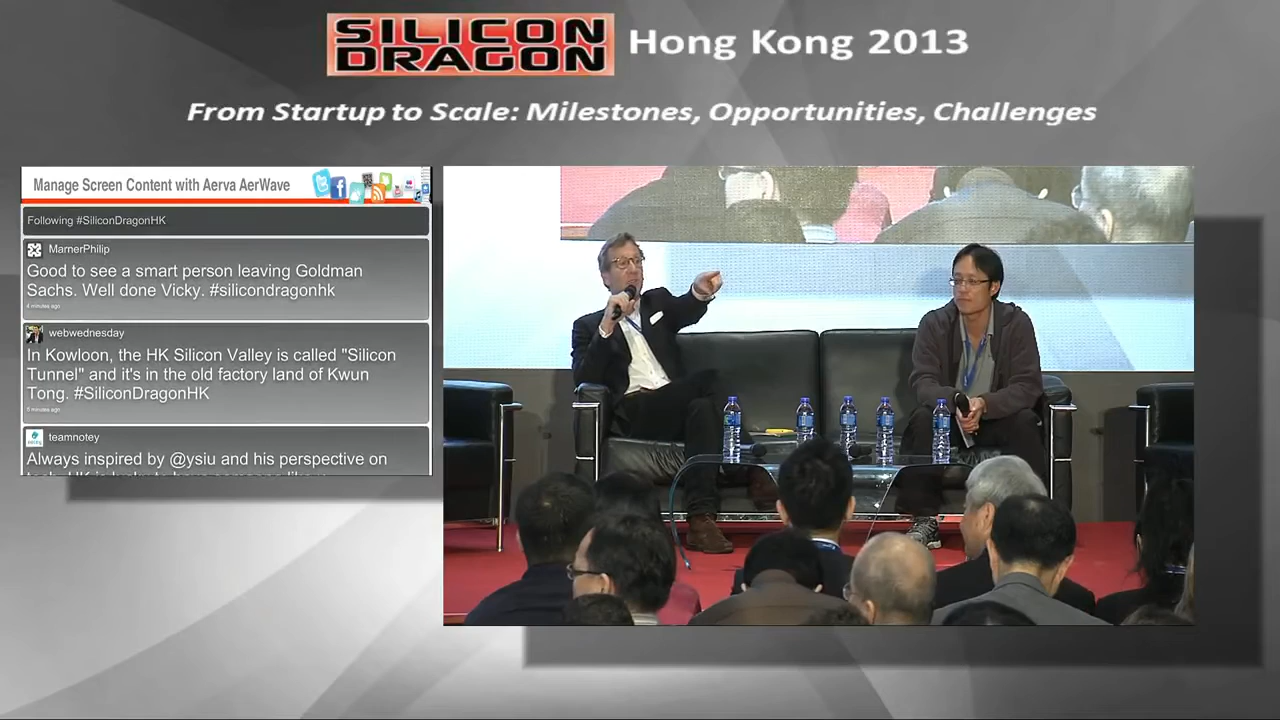 SILICON
DRAGON
Hong Kong 2013
From Startup to Scale: Milestones, Opportunities, Challenges
Manage Screen Content with Aerva AerWave
Following #SiliconDragonHK
MarnerPhilip
Good to see a smart person leaving Goldman
Sachs. Well done Vicky. #silicondragonhk
4 minutes ago
webwednesday
In Kowloon, the HK Silicon Valley is called "Silicon
Tunnel" and it's in the old factory land of Kwun
Tong. #SiliconDragonHK
teamnotey
Always inspired by @ysiu and his perspective on